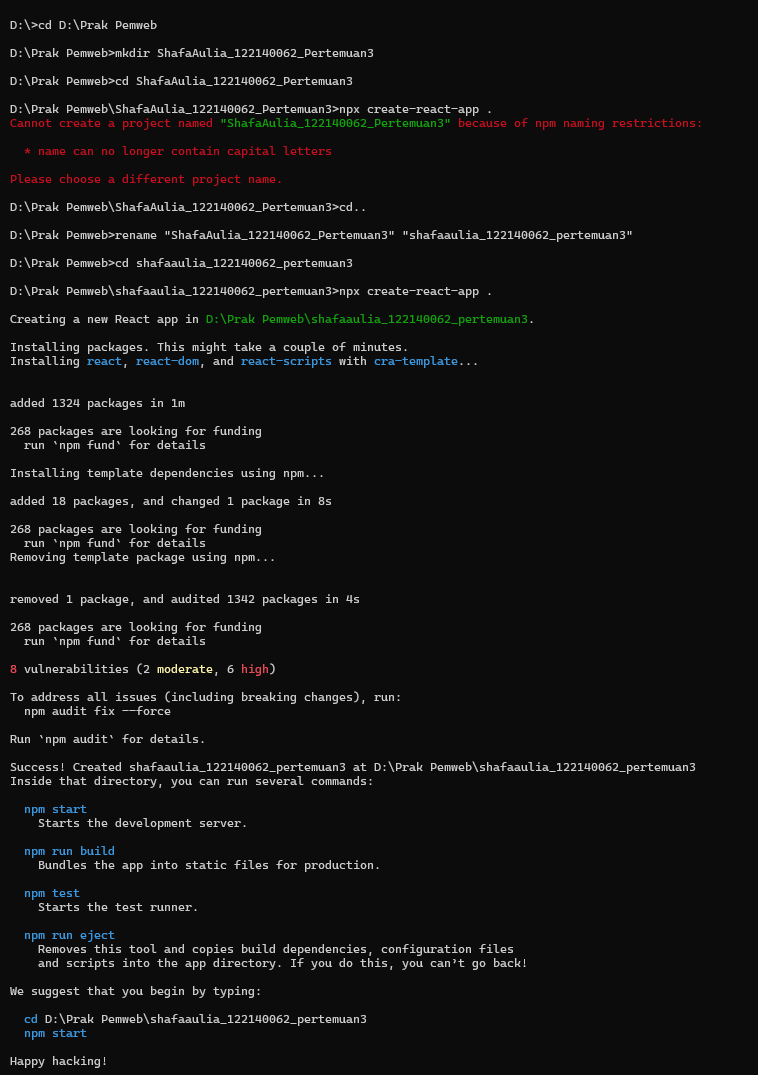 D:\>cd D:\Prak Pemweb
D:\Prak Pemweb>mkdir ShafaAulia_122140062_Pertemuan3
D:\Prak Pemweb>cd ShafaAulia_122140062_Pertemuan3
D:\Prak Pemweb\ShafaAulia_122140062_Pertemuan3>npx create-react-app .
Cannot create a project named "ShafaAulia_122140062_Pertemuan3" because of npm naming restrictions:
* name can no longer contain capital letters
Please choose a different project name.
D:\Prak Pemweb\ShafaAulia_122140062_Pertemuan3>cd..
D:\Prak Pemweb>rename "ShafaAulia_122140062_Pertemuan3" "shafaaulia_122140062_pertemuan3"
D:\Prak Pemweb>cd shafaaulia_122140062_pertemuan3
D:\Prak Pemweb\shafaaulia_122140062_pertemuan3>npx create-react-app .
Creating a new React app in D:\Prak Pemweb\shafaaulia_122140062_pertemuan3.
Installing packages. This might take a couple of minutes.
Installing react, react-dom, and react-scripts with cra-template...
added 1324 packages in 1m
268 packages are looking for funding
run `npm fund` for details
Installing template dependencies using npm...
added 18 packages, and changed 1 package in 8s
268 packages are looking for funding
run `npm fund` for details
Removing template package using npm...
removed 1 package, and audited 1342 packages in 4s
268 packages are looking for funding
run `npm fund` for details
8 vulnerabilities (2 moderate, 6 high)
To address all issues (including breaking changes), run:
npm audit fix --force
Run `npm audit` for details.
Success! Created shafaaulia_122140062_pertemuan3 at D:\Prak Pemweb\shafaaulia_122140062_pertemuan3
Inside that directory, you can run several commands:
npm start
Starts the development server.
npm run build
Bundles the app into static files for production.
npm test
Starts the test runner.
npm run eject
Removes this tool and copies build dependencies, configuration files
and scripts into the app directory. If you do this, you can’t go back!
We suggest that you begin by typing:
cd D:\Prak Pemweb\shafaaulia_122140062_pertemuan3
npm start
Happy hacking!